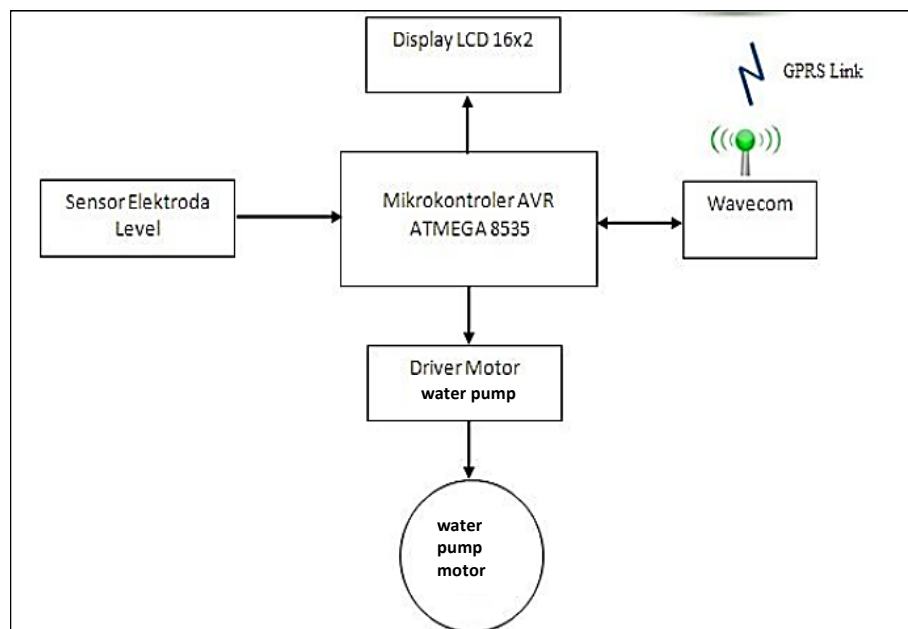 Display LCD 16x2
GPRS Link
Sensor Elektroda
Level
Mikrokontroler AVR
ATMEGA 8535
Wavecom
Driver Motor
water pump
water
pump
motor